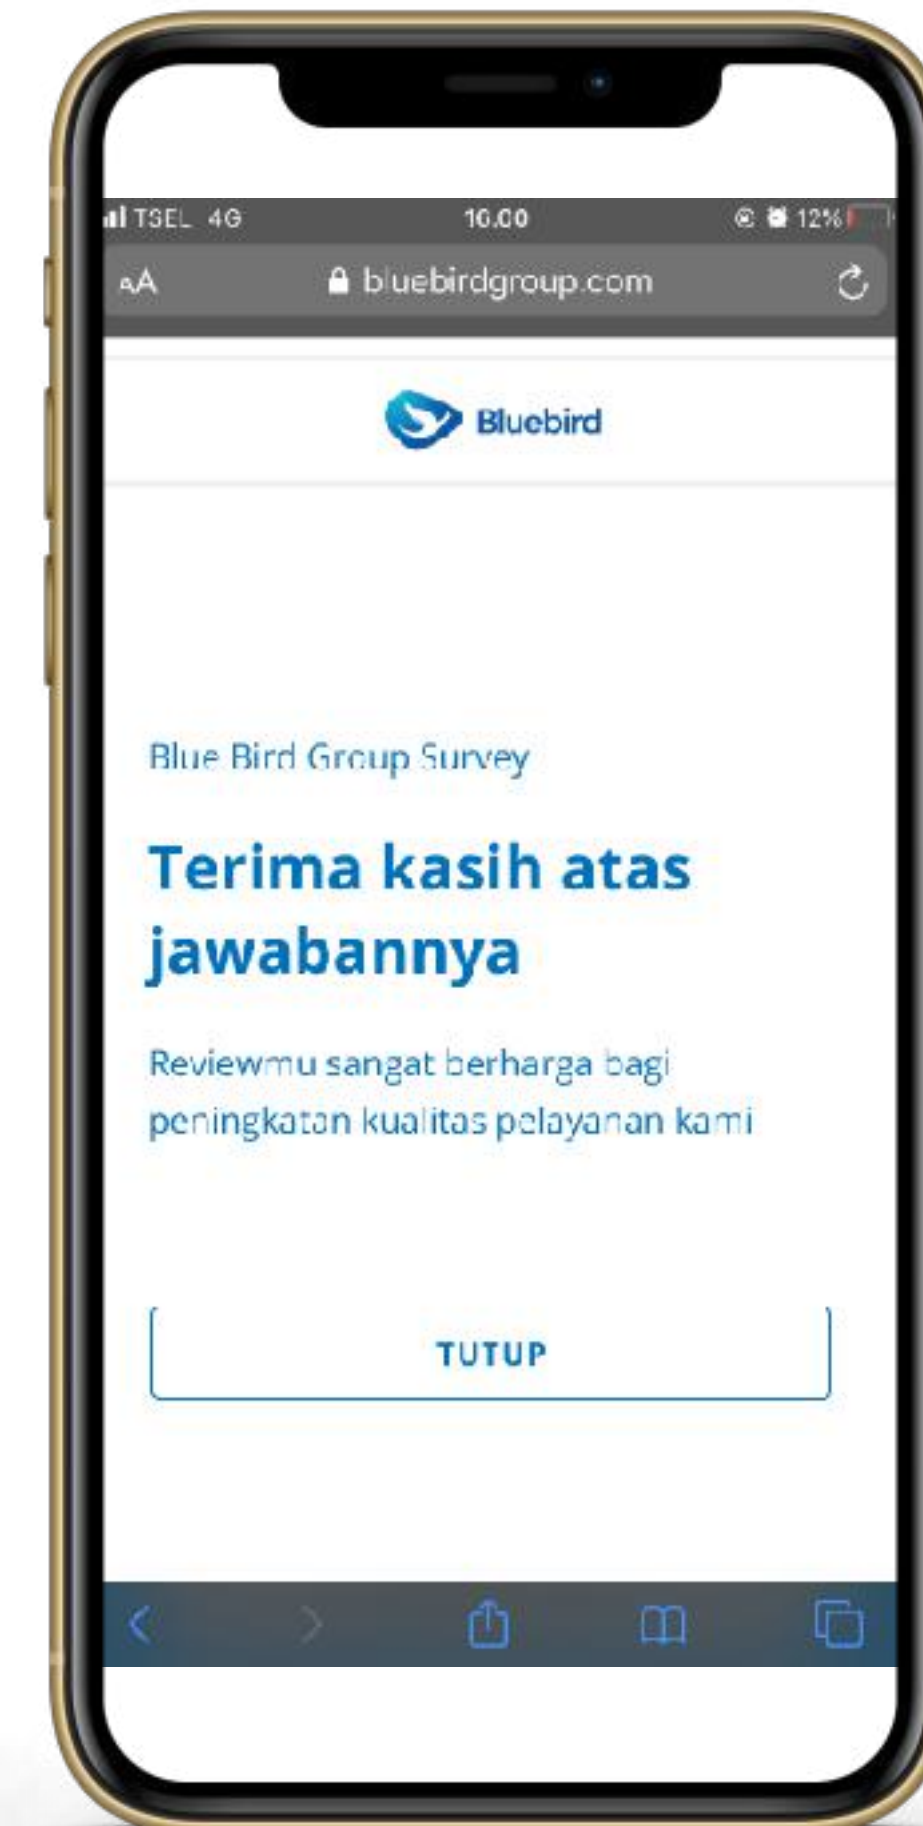 TSEL 4G 10.00 12%
AA bluebirdgroup.com
Bluebird
Blue Bird Group Survey
Terima kasih atas
jawabannya
Reviewmu sangat berharga bagi
peningkatan kualitas pelayanan kami
TUTUP